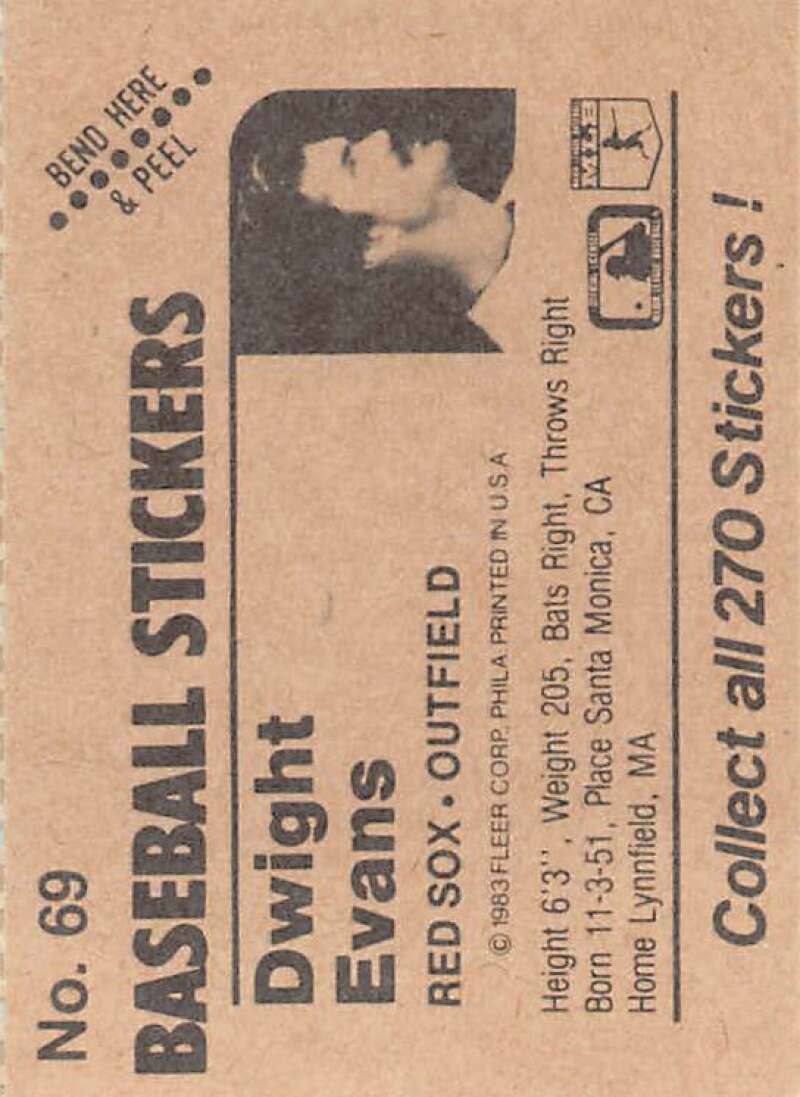 No. 69
BEND HERE
& PEEL
BASEBALL STICKERS
Dwight
Evans
RED SOX • OUTFIELD
© 1983 FLEER CORP. PHILA PRINTED IN U.S.A
Height 6'3'', Weight 205, Bats Right, Throws Right
Born 11-3-51, Place Santa Monica, CA
Home Lynnfield, MA
Collect all 270 Stickers !